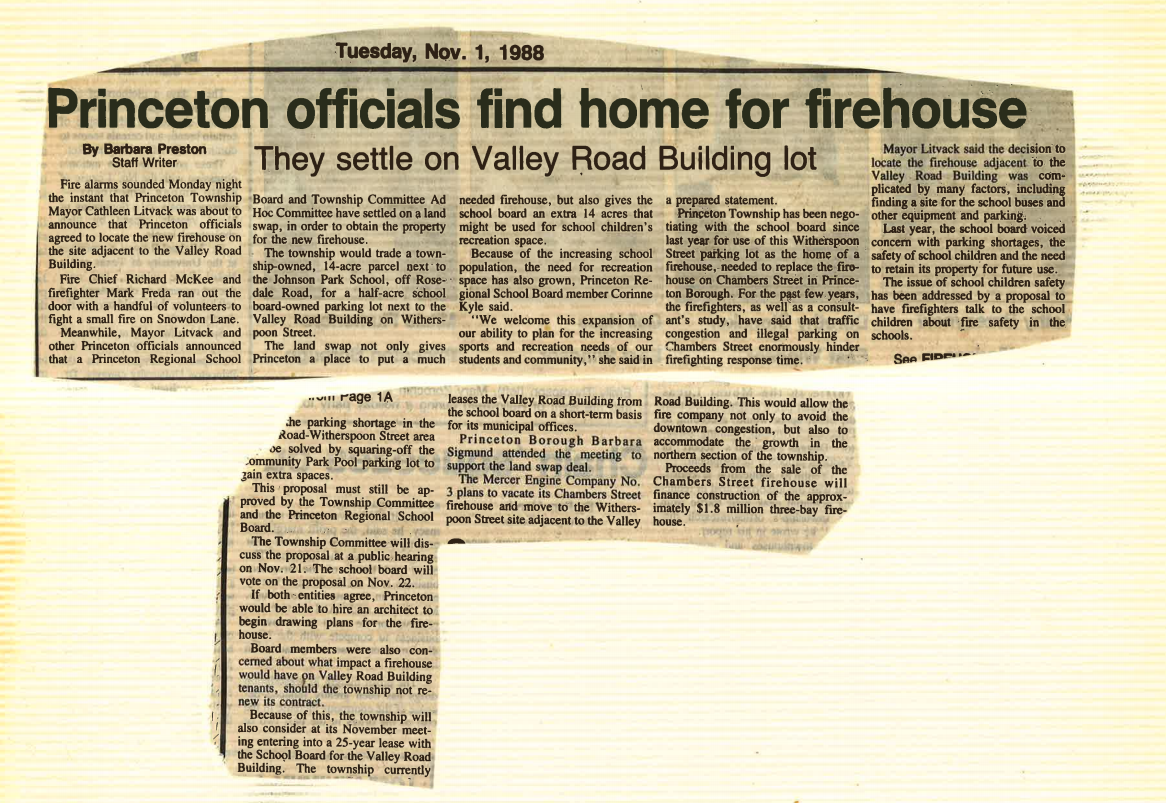 Tuesday, Nov. 1, 1988
Princeton officials find home for firehouse
They settle on Valley Road Building lot
By Barbara Preston
Staff Writer
Fire alarms sounded Monday night
the instant that Princeton Township
Mayor Cathleen Litvack was about to
announce that Princeton officials
agreed to locate the new firehouse on
the site adjacent to the Valley Road
Building.
Fire Chief Richard McKee and
firefighter Mark Freda ran out the
door with a handful of volunteers to
fight a small fire on Snowdon Lane.
Meanwhile, Mayor Litvack and
other Princeton officials announced
that a Princeton Regional School
Board and Township Committee Ad
Hoc Committee have settled on a land
swap, in order to obtain the property
for the new firehouse.
The township would trade a town-
ship-owned, 14-acre parcel next to
the Johnson Park School, off Rose-
dale Road, for a half-acre school
board-owned parking lot next to the
Valley Road Building on Withers-
poon Street.
The land swap not only gives
Princeton a place to put a much
needed firehouse, but also gives the
school board an extra 14 acres that
might be used for school children's
recreation space.
Because of the increasing school
population, the need for recreation
space has also grown, Princeton Re-
gional School Board member Corinne
Kyle said.
"We welcome this expansion of
our ability to plan for the increasing
sports and recreation needs of our
students and community," she said in
a prepared statement.
Princeton Township has been nego-
tiating with the school board since
last year for use of this Witherspoon
Street parking lot as the home of a
firehouse, needed to replace the fire-
house on Chambers Street in Prince-
ton Borough. For the past few years,
the firefighters, as well as a consult-
ant's study, have said that traffic
congestion and illegal parking on
Chambers Street enormously hinder
firefighting response time.
Mayor Litvack said the decision to
locate the firehouse adjacent to the
Valley Road Building was com-
plicated by many factors, including
finding a site for the school buses and
other equipment and parking.
Last year, the school board voiced
concern with parking shortages, the
safety of school children and the need
to retain its property for future use.
The issue of school children safety
has been addressed by a proposal to
have firefighters talk to the school
children about fire safety in the
schools.
See
Page 1A
the parking shortage in the
Road-Witherspoon Street area
be solved by squaring-off the
Community Park Pool parking lot to
gain extra spaces.
This proposal must still be ap-
proved by the Township Committee
and the Princeton Regional School
Board.
The Township Committee will dis-
cuss the proposal at a public hearing
on Nov. 21. The school board will
vote on the proposal on Nov. 22.
If both entities agree, Princeton
would be able to hire an architect to
begin drawing plans for the fire-
house.
Board members were also con-
cerned about what impact a firehouse
would have on Valley Road Building
tenants, should the township not re-
new its contract.
Because of this, the township will
also consider at its November meet-
ing entering into a 25-year lease with
the School Board for the Valley Road
Building. The township currently
leases the Valley Road Building from
the school board on a short-term basis
for its municipal offices.
Princeton Borough Barbara
Sigmund attended the meeting to
support the land swap deal.
The Mercer Engine Company No.
3 plans to vacate its Chambers Street
firehouse and move to the Withers-
poon Street site adjacent to the Valley
Road Building. This would allow the
fire company not only to avoid the
downtown congestion, but also to
accommodate the growth in the
northern section of the township.
Proceeds from the sale of the
Chambers Street firehouse will
finance construction of the approx-
imately $1.8 million three-bay fire-
house.